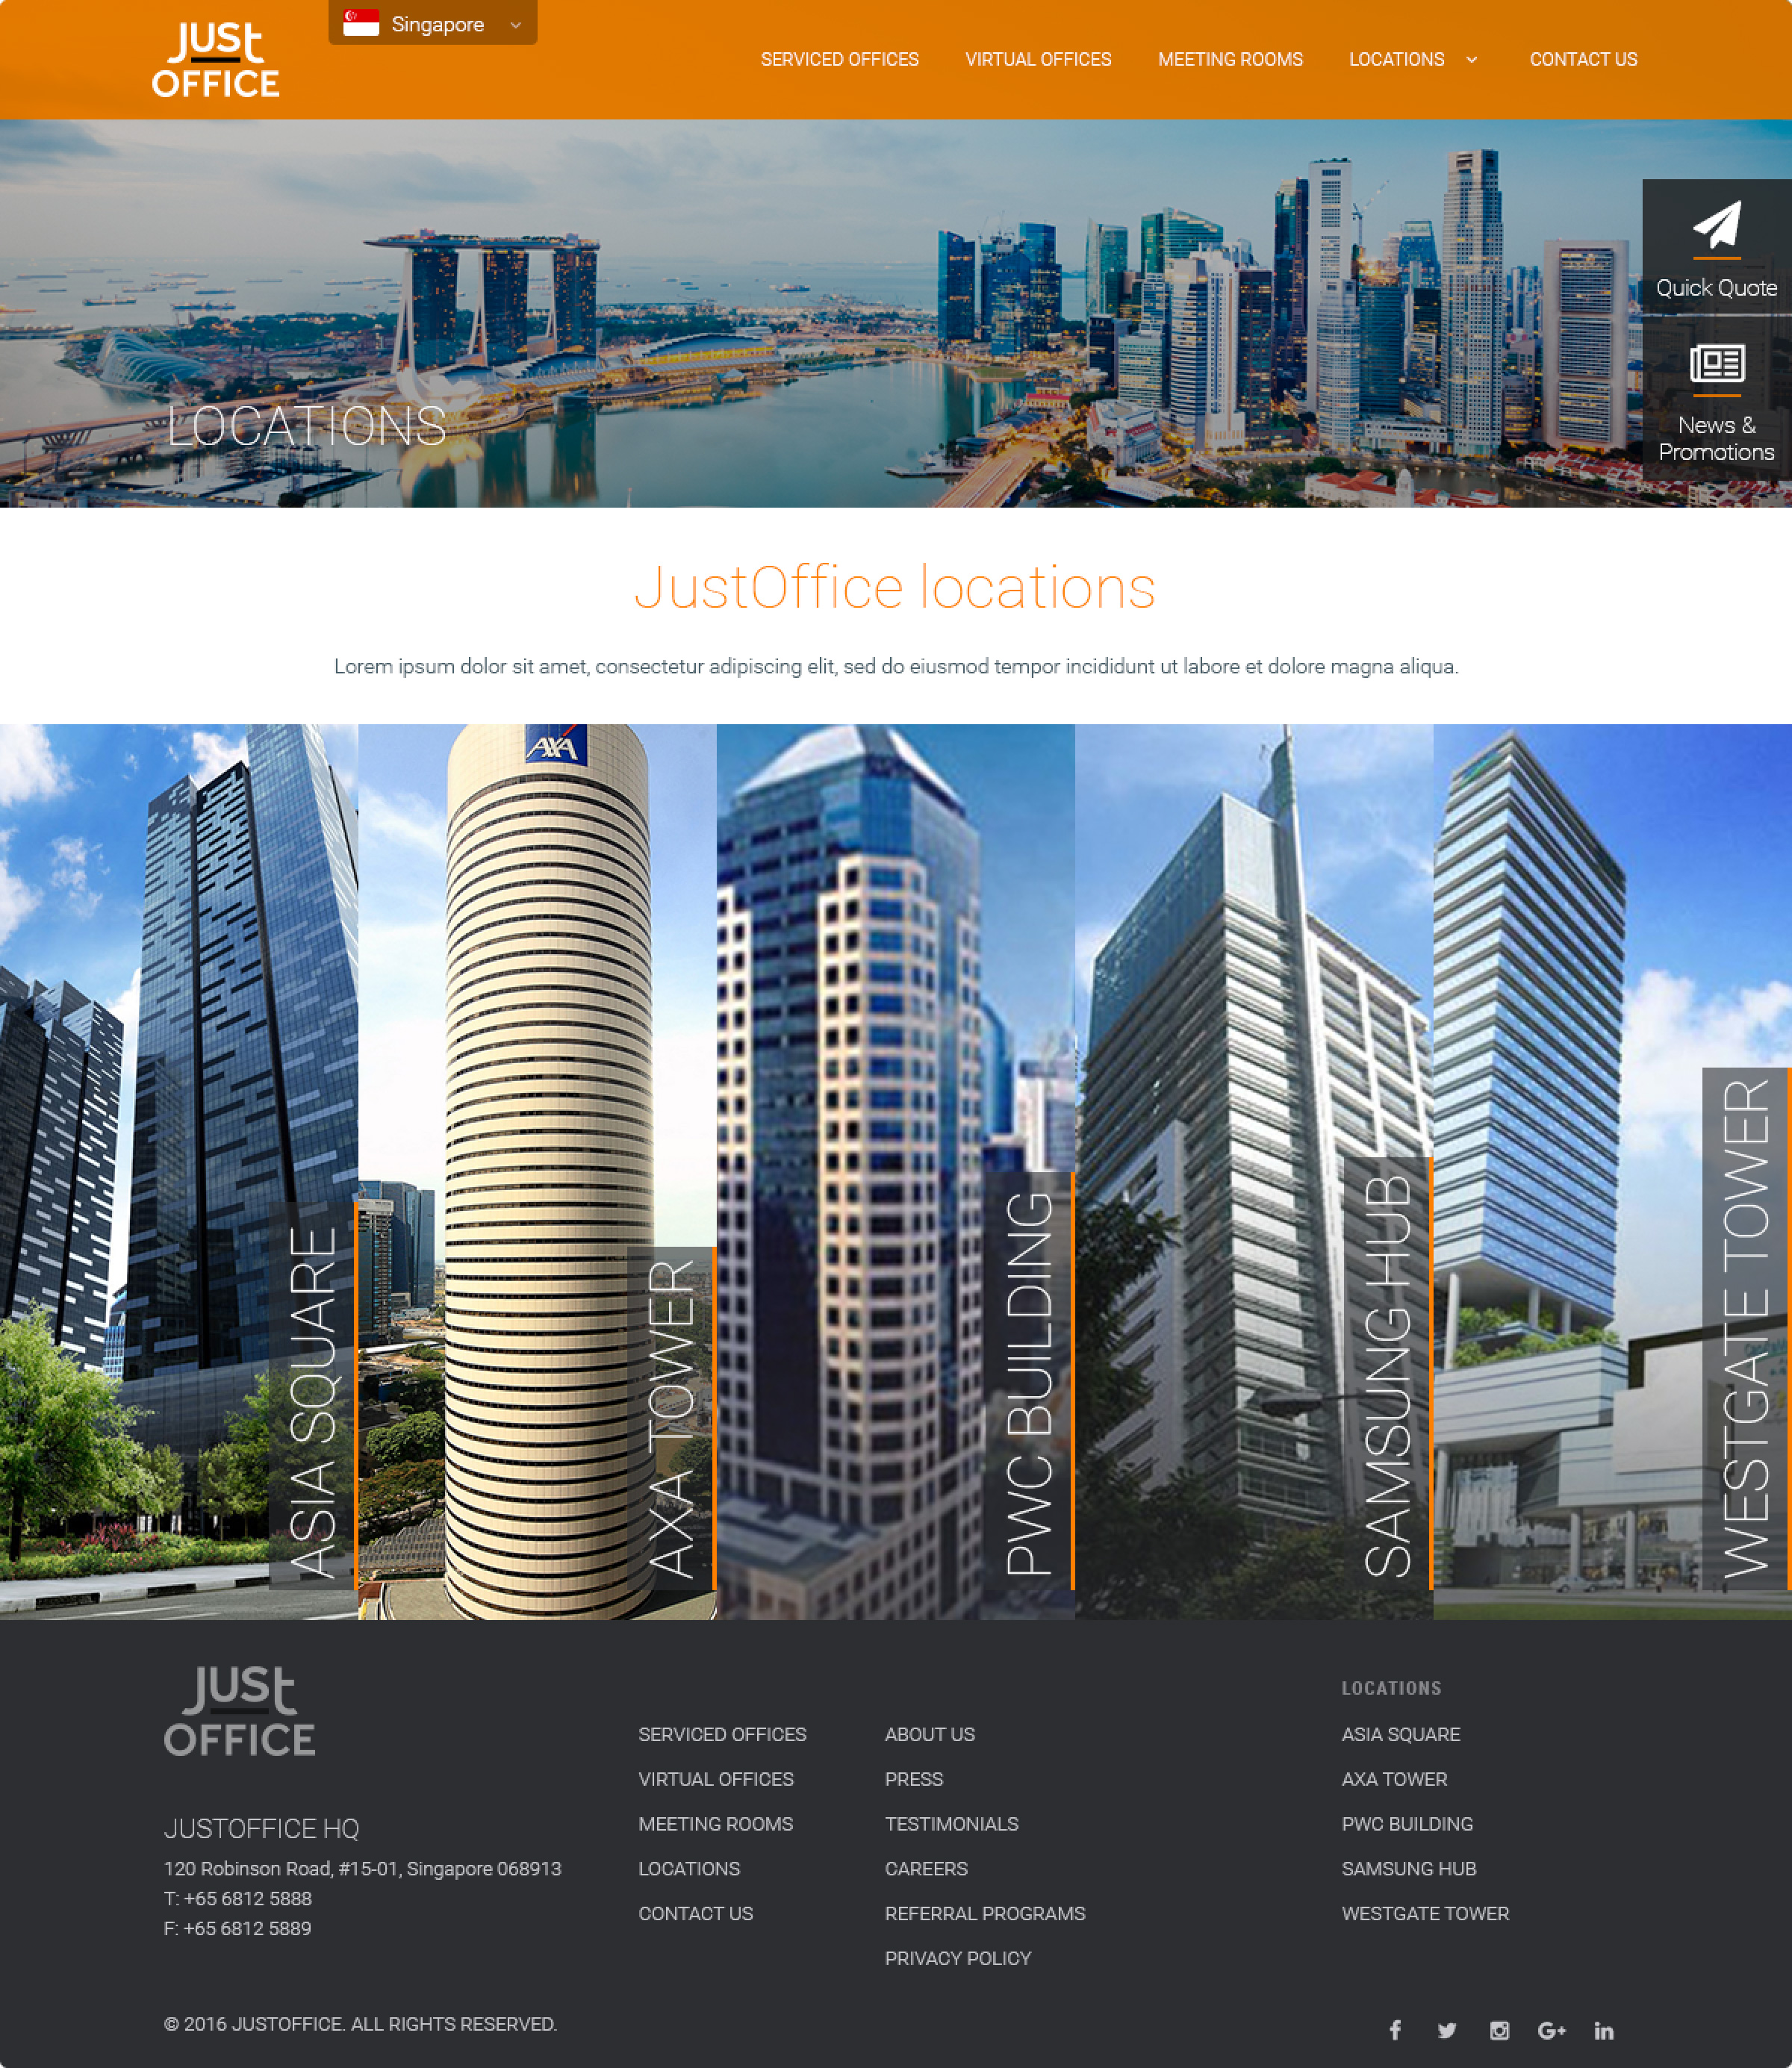 JUSt
OFFICE
Singapore
SERVICED OFFICES
VIRTUAL OFFICES
MEETING ROOMS
LOCATIONS
CONTACT US
Quick Quote
News &
Promotions
LOCATIONS
JustOffice locations
Lorem ipsum dolor sit amet, consectetur adipiscing elit, sed do eiusmod tempor incididunt ut labore et dolore magna aliqua.
AXA
ASIA SQUARE
AXA TOWER
PWC BUILDING
SAMSUNG HUB
WESTGATE TOWER
JUSt
OFFICE
JUSTOFFICE HQ
120 Robinson Road, #15-01, Singapore 068913
T: +65 6812 5888
F: +65 6812 5889
SERVICED OFFICES
VIRTUAL OFFICES
MEETING ROOMS
LOCATIONS
CONTACT US
ABOUT US
PRESS
TESTIMONIALS
CAREERS
REFERRAL PROGRAMS
PRIVACY POLICY
LOCATIONS
ASIA SQUARE
AXA TOWER
PWC BUILDING
SAMSUNG HUB
WESTGATE TOWER
© 2016 JUSTOFFICE. ALL RIGHTS RESERVED.
f
G+
in